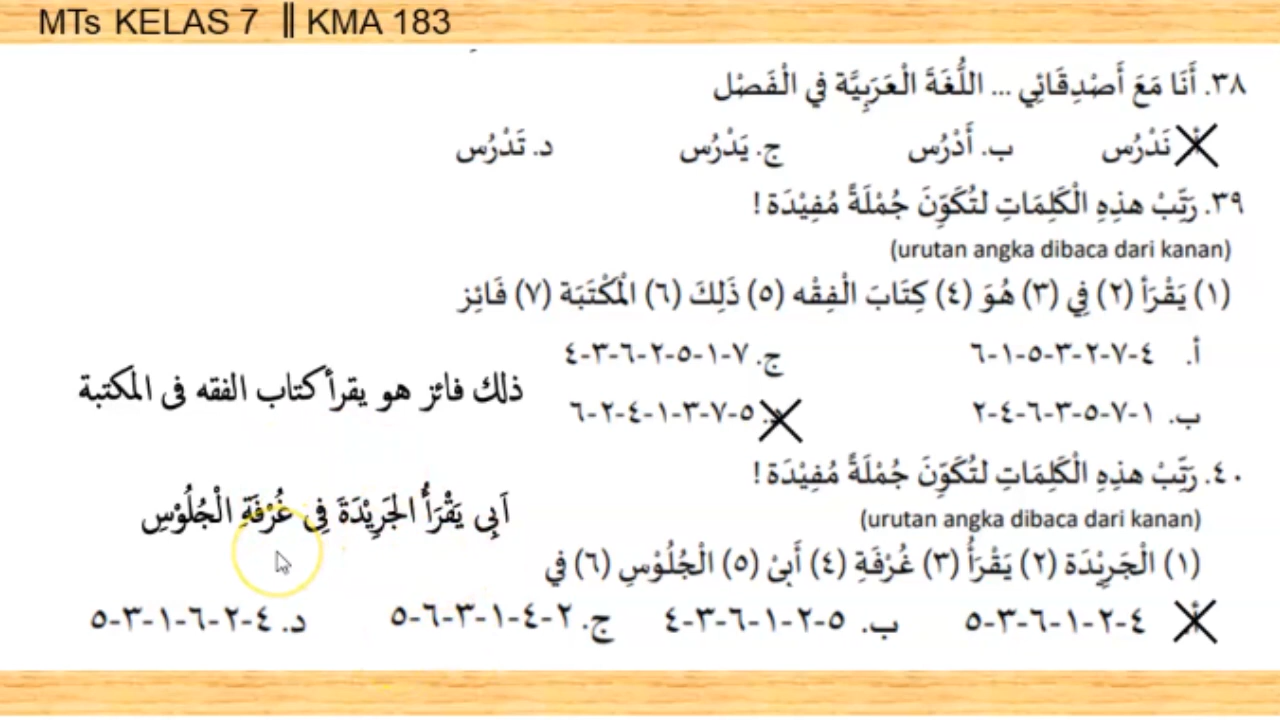 MTs KELAS 7 || KMA 183
٣٨. أَنَا مَعَ أَصْدِقَائِي ... اللُّغَةَ الْعَرَبِيَّة فِي الْفَصْل
نَدْرُس ب. أَدْرُس ج. يَدْرُس د. تَدْرُس
٣٩. رَتِّبْ هذِهِ الْكَلِمَاتِ لتُكَوِّنَ جُمْلَةً مُفِيْدَة !
(urutan angka dibaca dari kanan)
(١) يَقْرَأ (٢) فِي (٣) هُوَ (٤) كِتَابَ الْفِقْه (٥) ذَلِكَ (٦) الْمَكْتَبَة (٧) فَائِز
أ. ٤-٧-٢-٣-٥-١-٦ ج. ٧-١-٥-٢-٦-٣-٤
ذلك فائز هو يقرأ كتاب الفقه فى المكتبة
ب. ١-٧-٥-٣-٦-٤-٢ د. ٥-٧-٣-١-٤-٢-٦
٤٠. رَتِّبْ هذِهِ الْكَلِمَاتِ لتُكَوِّنَ جُمْلَةً مُفِيْدَة !
(urutan angka dibaca dari kanan)
اَبِى يَقْرَأُ الْجَرِيْدَةَ فِى غُرْفَةِ الْجُلُوْسِ
(١) الْجَرِيْدَة (٢) يَقْرَأُ (٣) غُرْفَةِ (٤) أَبِىْ (٥) الْجُلُوْسِ (٦) فِي
أ. ٤-٢-١-٦-٣-٥ ب. ٥-٢-١-٦-٣-٤ ج. ٢-٤-١-٣-٦-٥ د. ٤-٢-٦-١-٣-٥